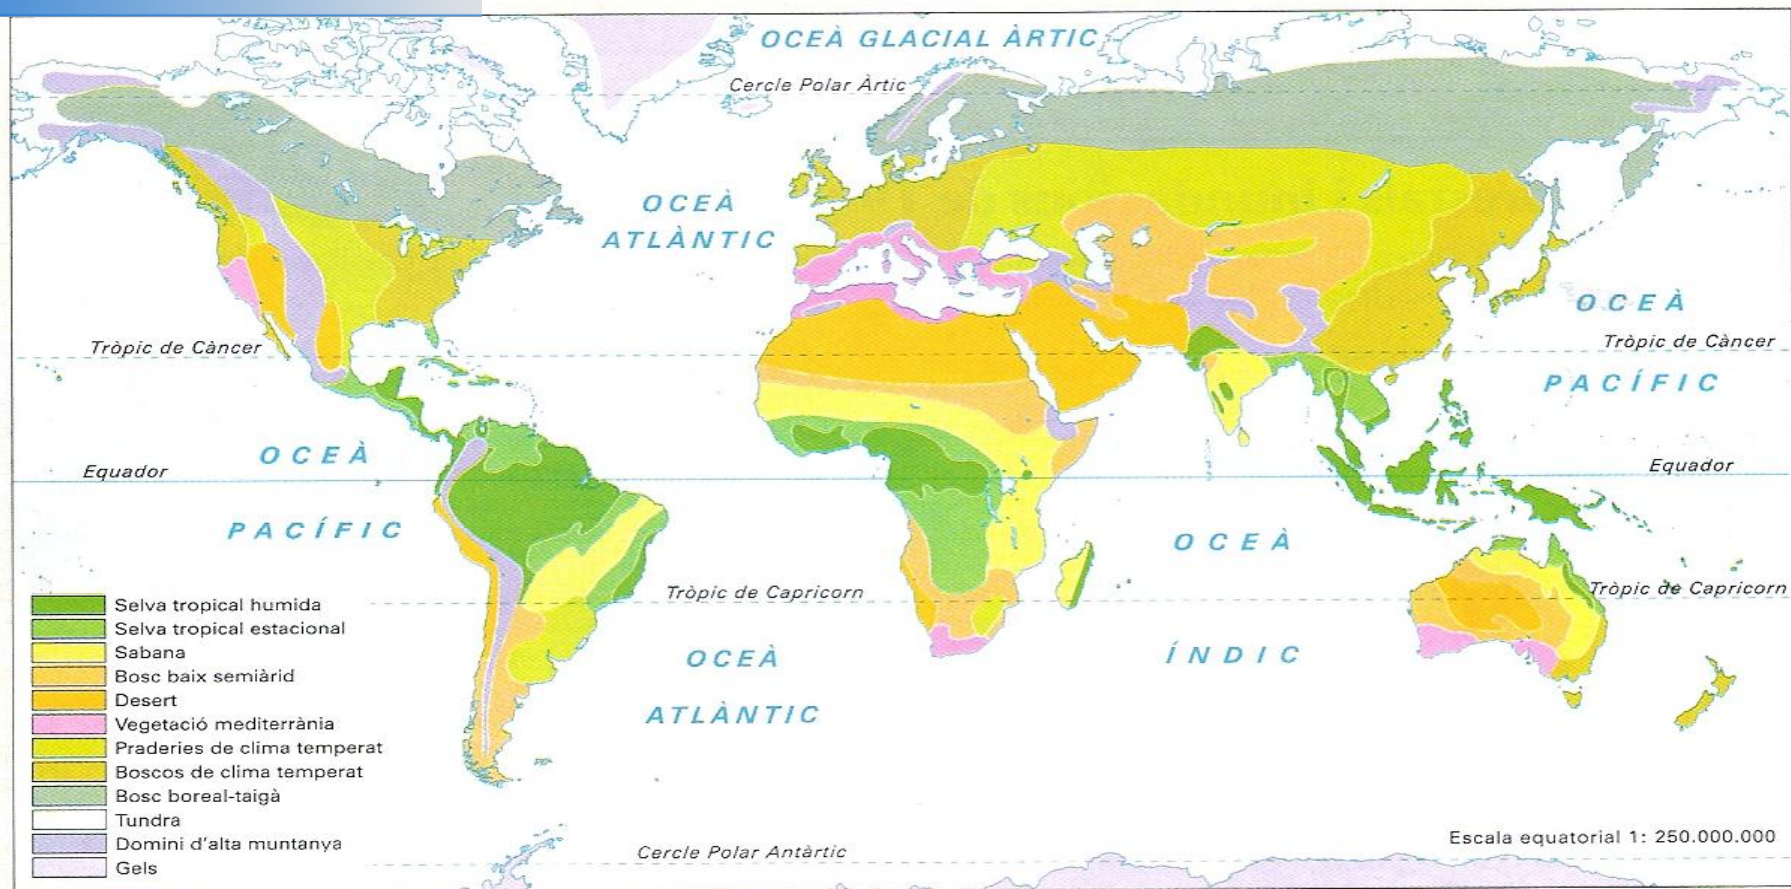 OCEÀ GLACIAL ÀRTIC
Cercle Polar Àrtic
OCEÀ
ATLÀNTIC
OCEÀ
PACÍFIC
Tròpic de Càncer
Tròpic de Càncer
OCEÀ
PACÍFIC
Equador
Equador
OCEÀ
ÍNDIC
Tròpic de Capricorn
Tròpic de Capricorn
OCEÀ
ATLÀNTIC
Selva tropical humida
Selva tropical estacional
Sabana
Bosc baix semiàrid
Desert
Vegetació mediterrània
Praderies de clima temperat
Boscos de clima temperat
Bosc boreal-taigà
Tundra
Domini d'alta muntanya
Gels
Cercle Polar Antàrtic
Escala equatorial 1: 250.000.000